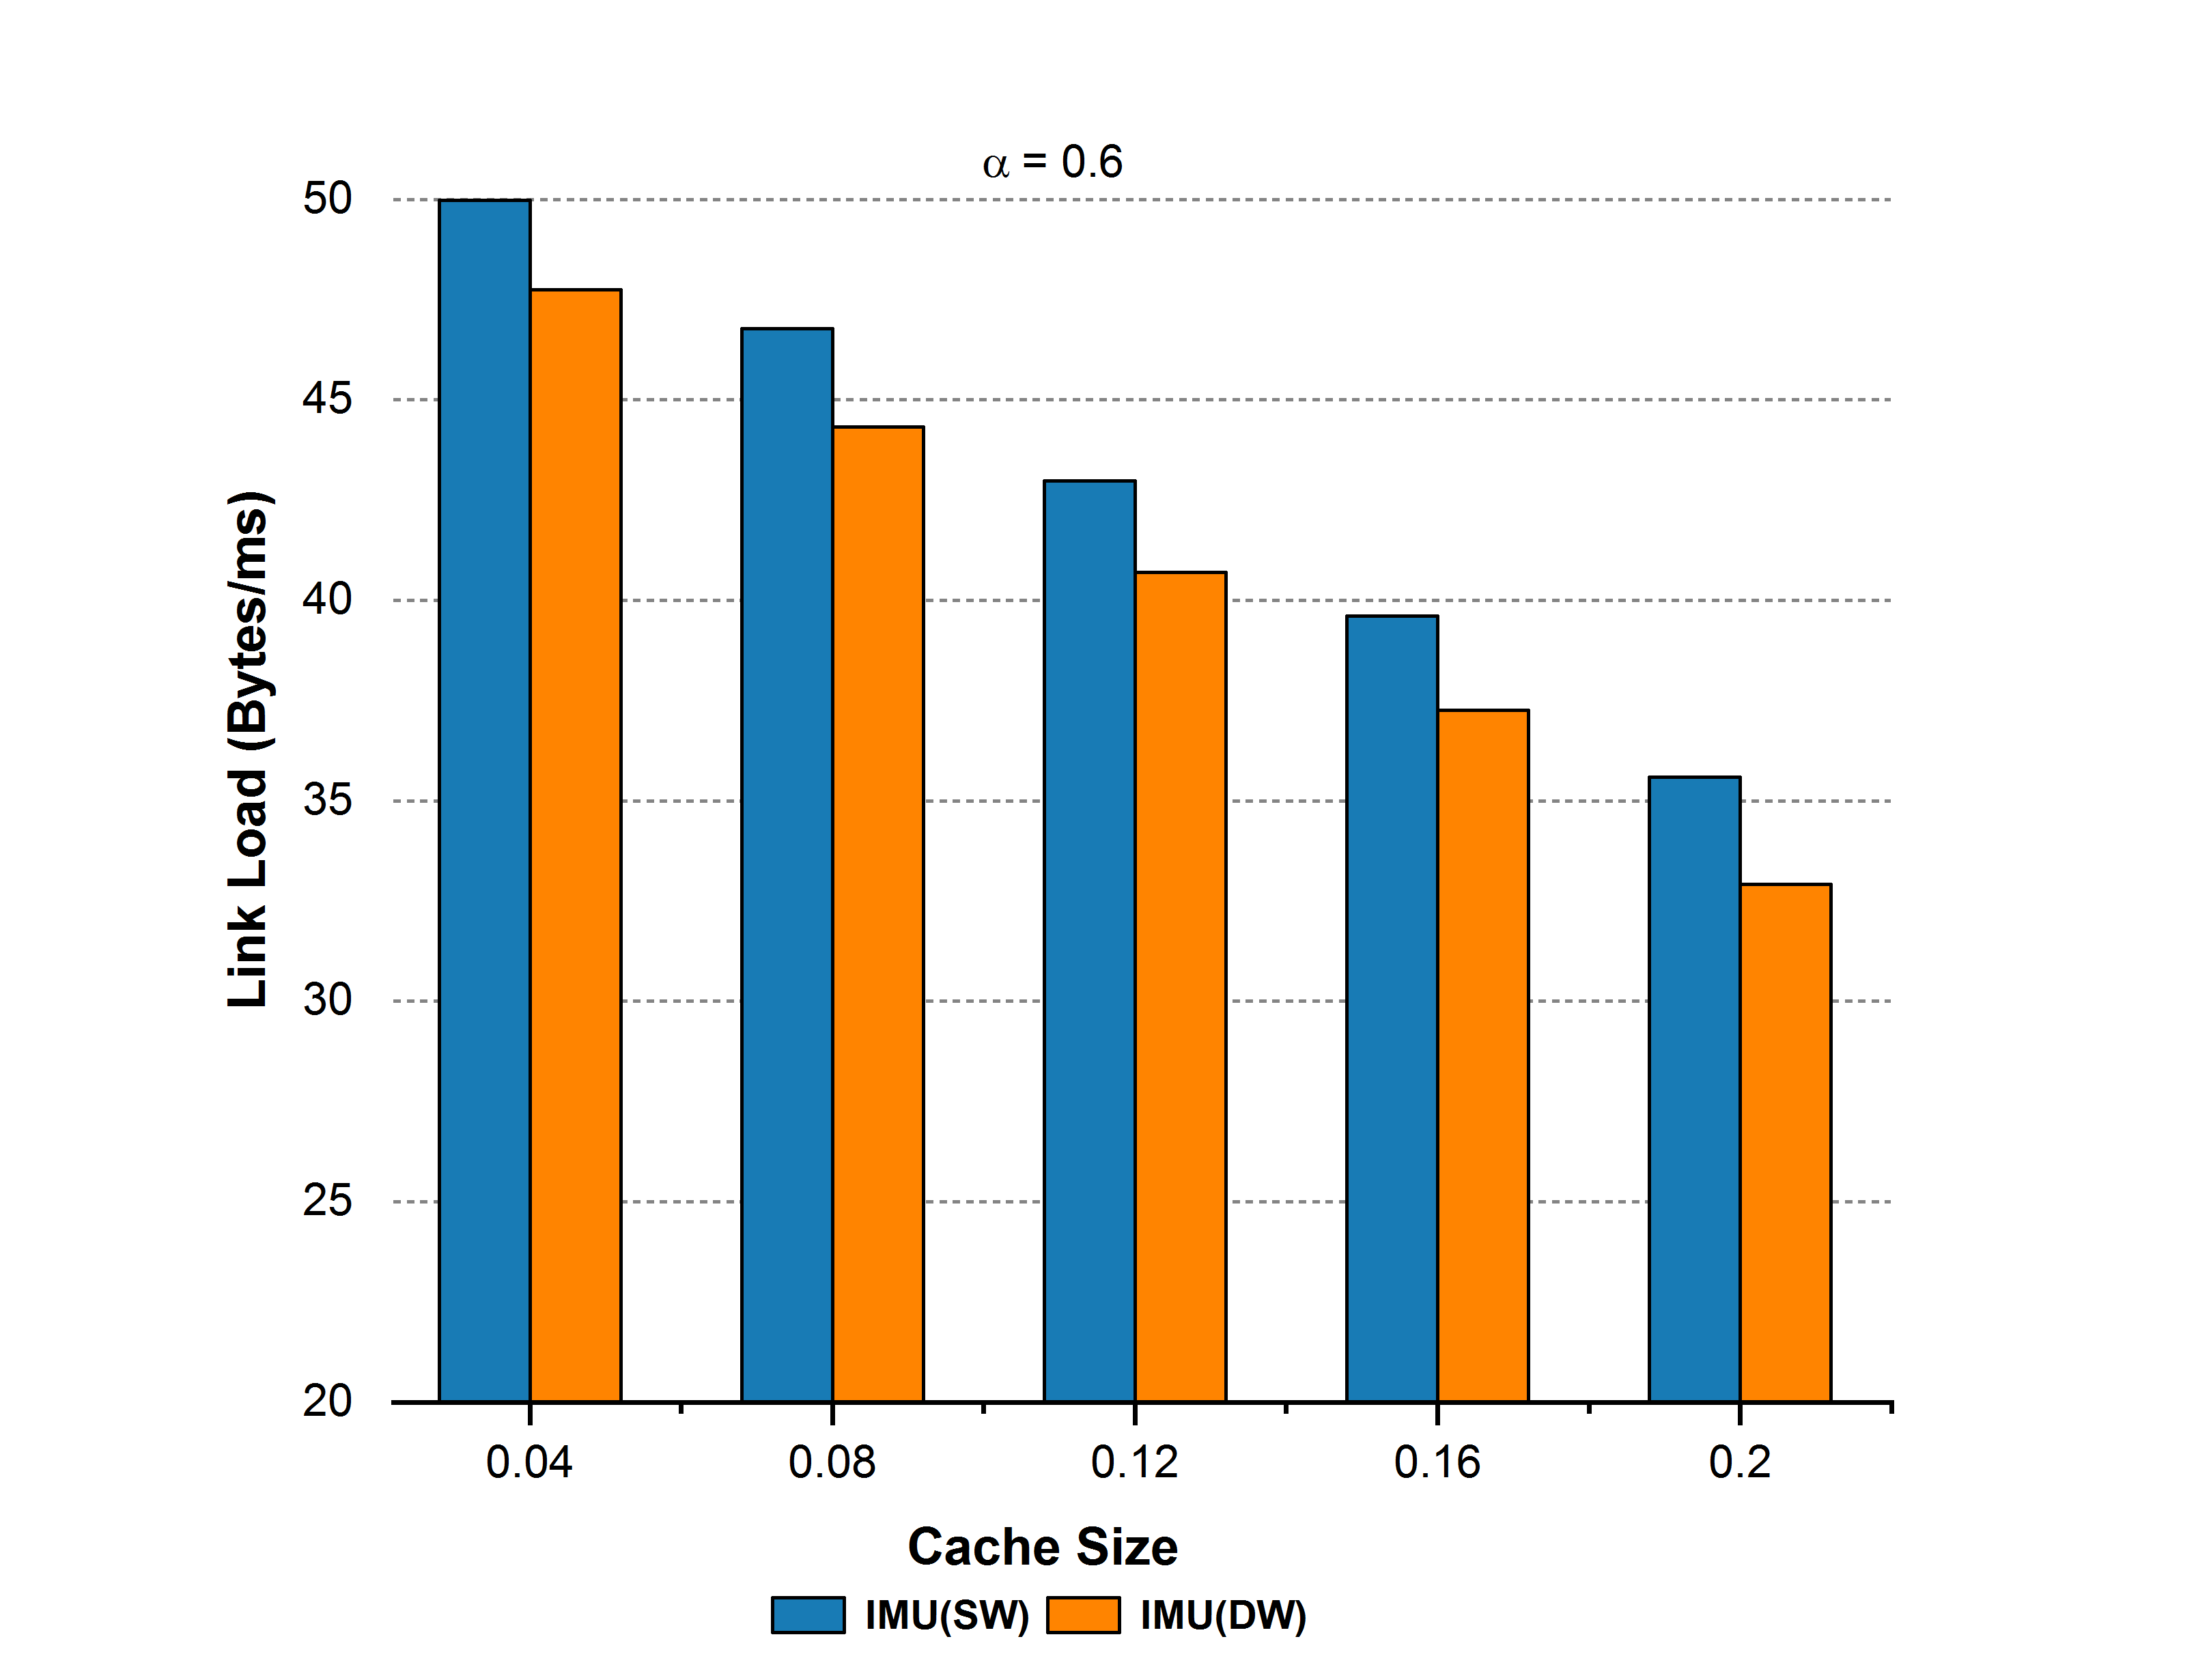 α = 0.6
50
45
40
35
30
25
20
Link Load (Bytes/ms)
0.04 0.08 0.12 0.16 0.2
Cache Size
IMU(SW) IMU(DW)